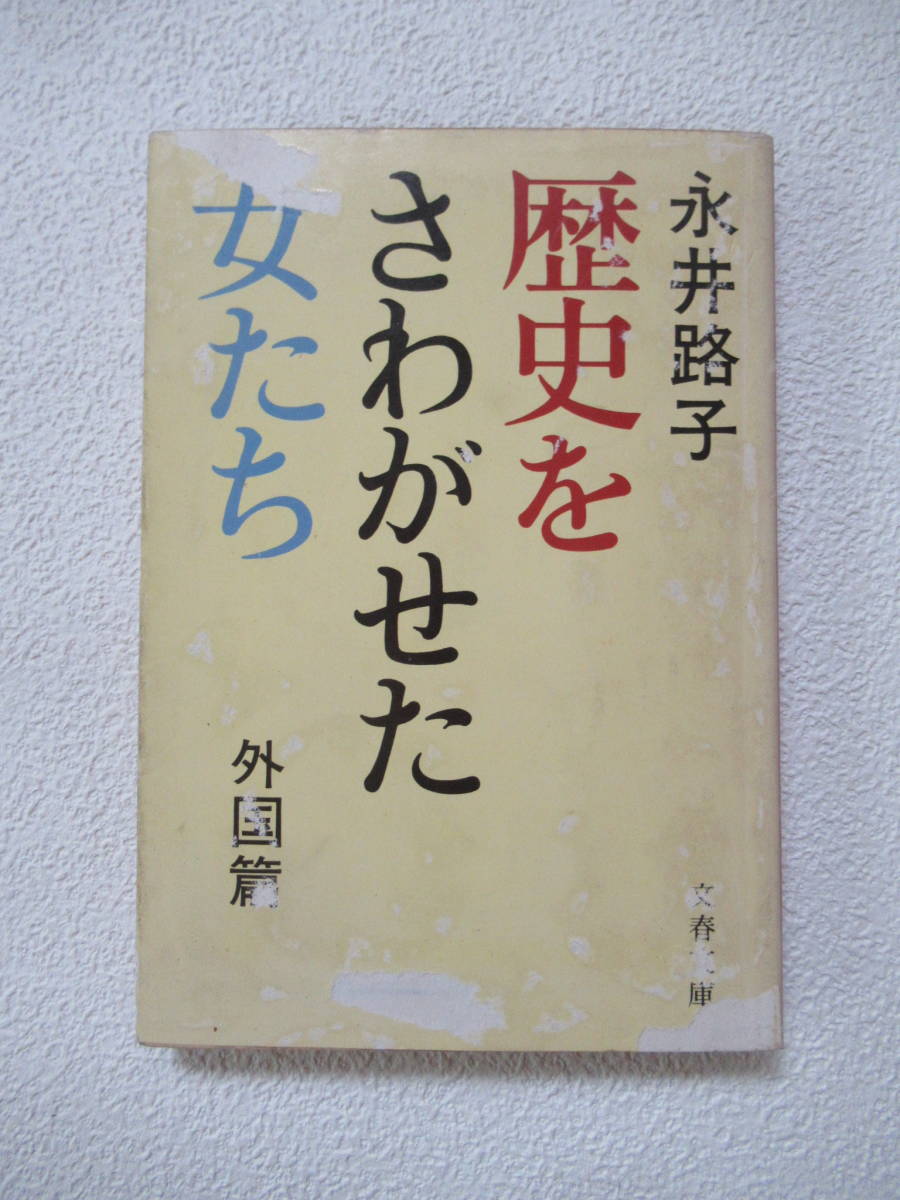 永井路子
歴史を
さわがせた
女たち
外国篇
文春文庫